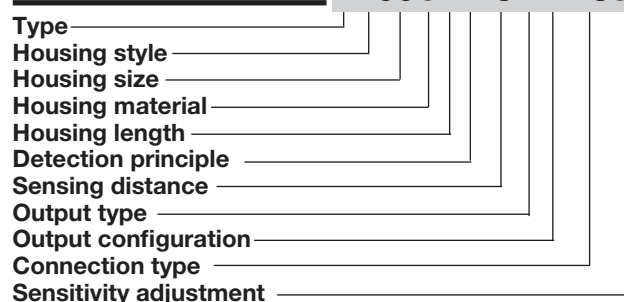 Type
Housing style
Housing size
Housing material
Housing length
Detection principle
Sensing distance
Output type
Output configuration
Connection type
Sensitivity adjustment